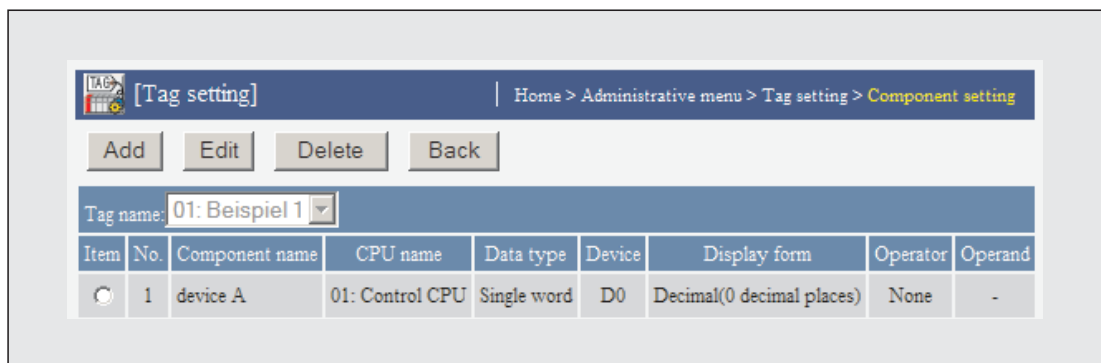 TAG
[Tag setting]
Home > Administrative menu > Tag setting > Component setting
Add Edit Delete Back
Tag name: 01: Beispiel 1
Item No. Component name CPU name Data type Device Display form Operator Operand
1 device A 01: Control CPU Single word D0 Decimal(0 decimal places) None -